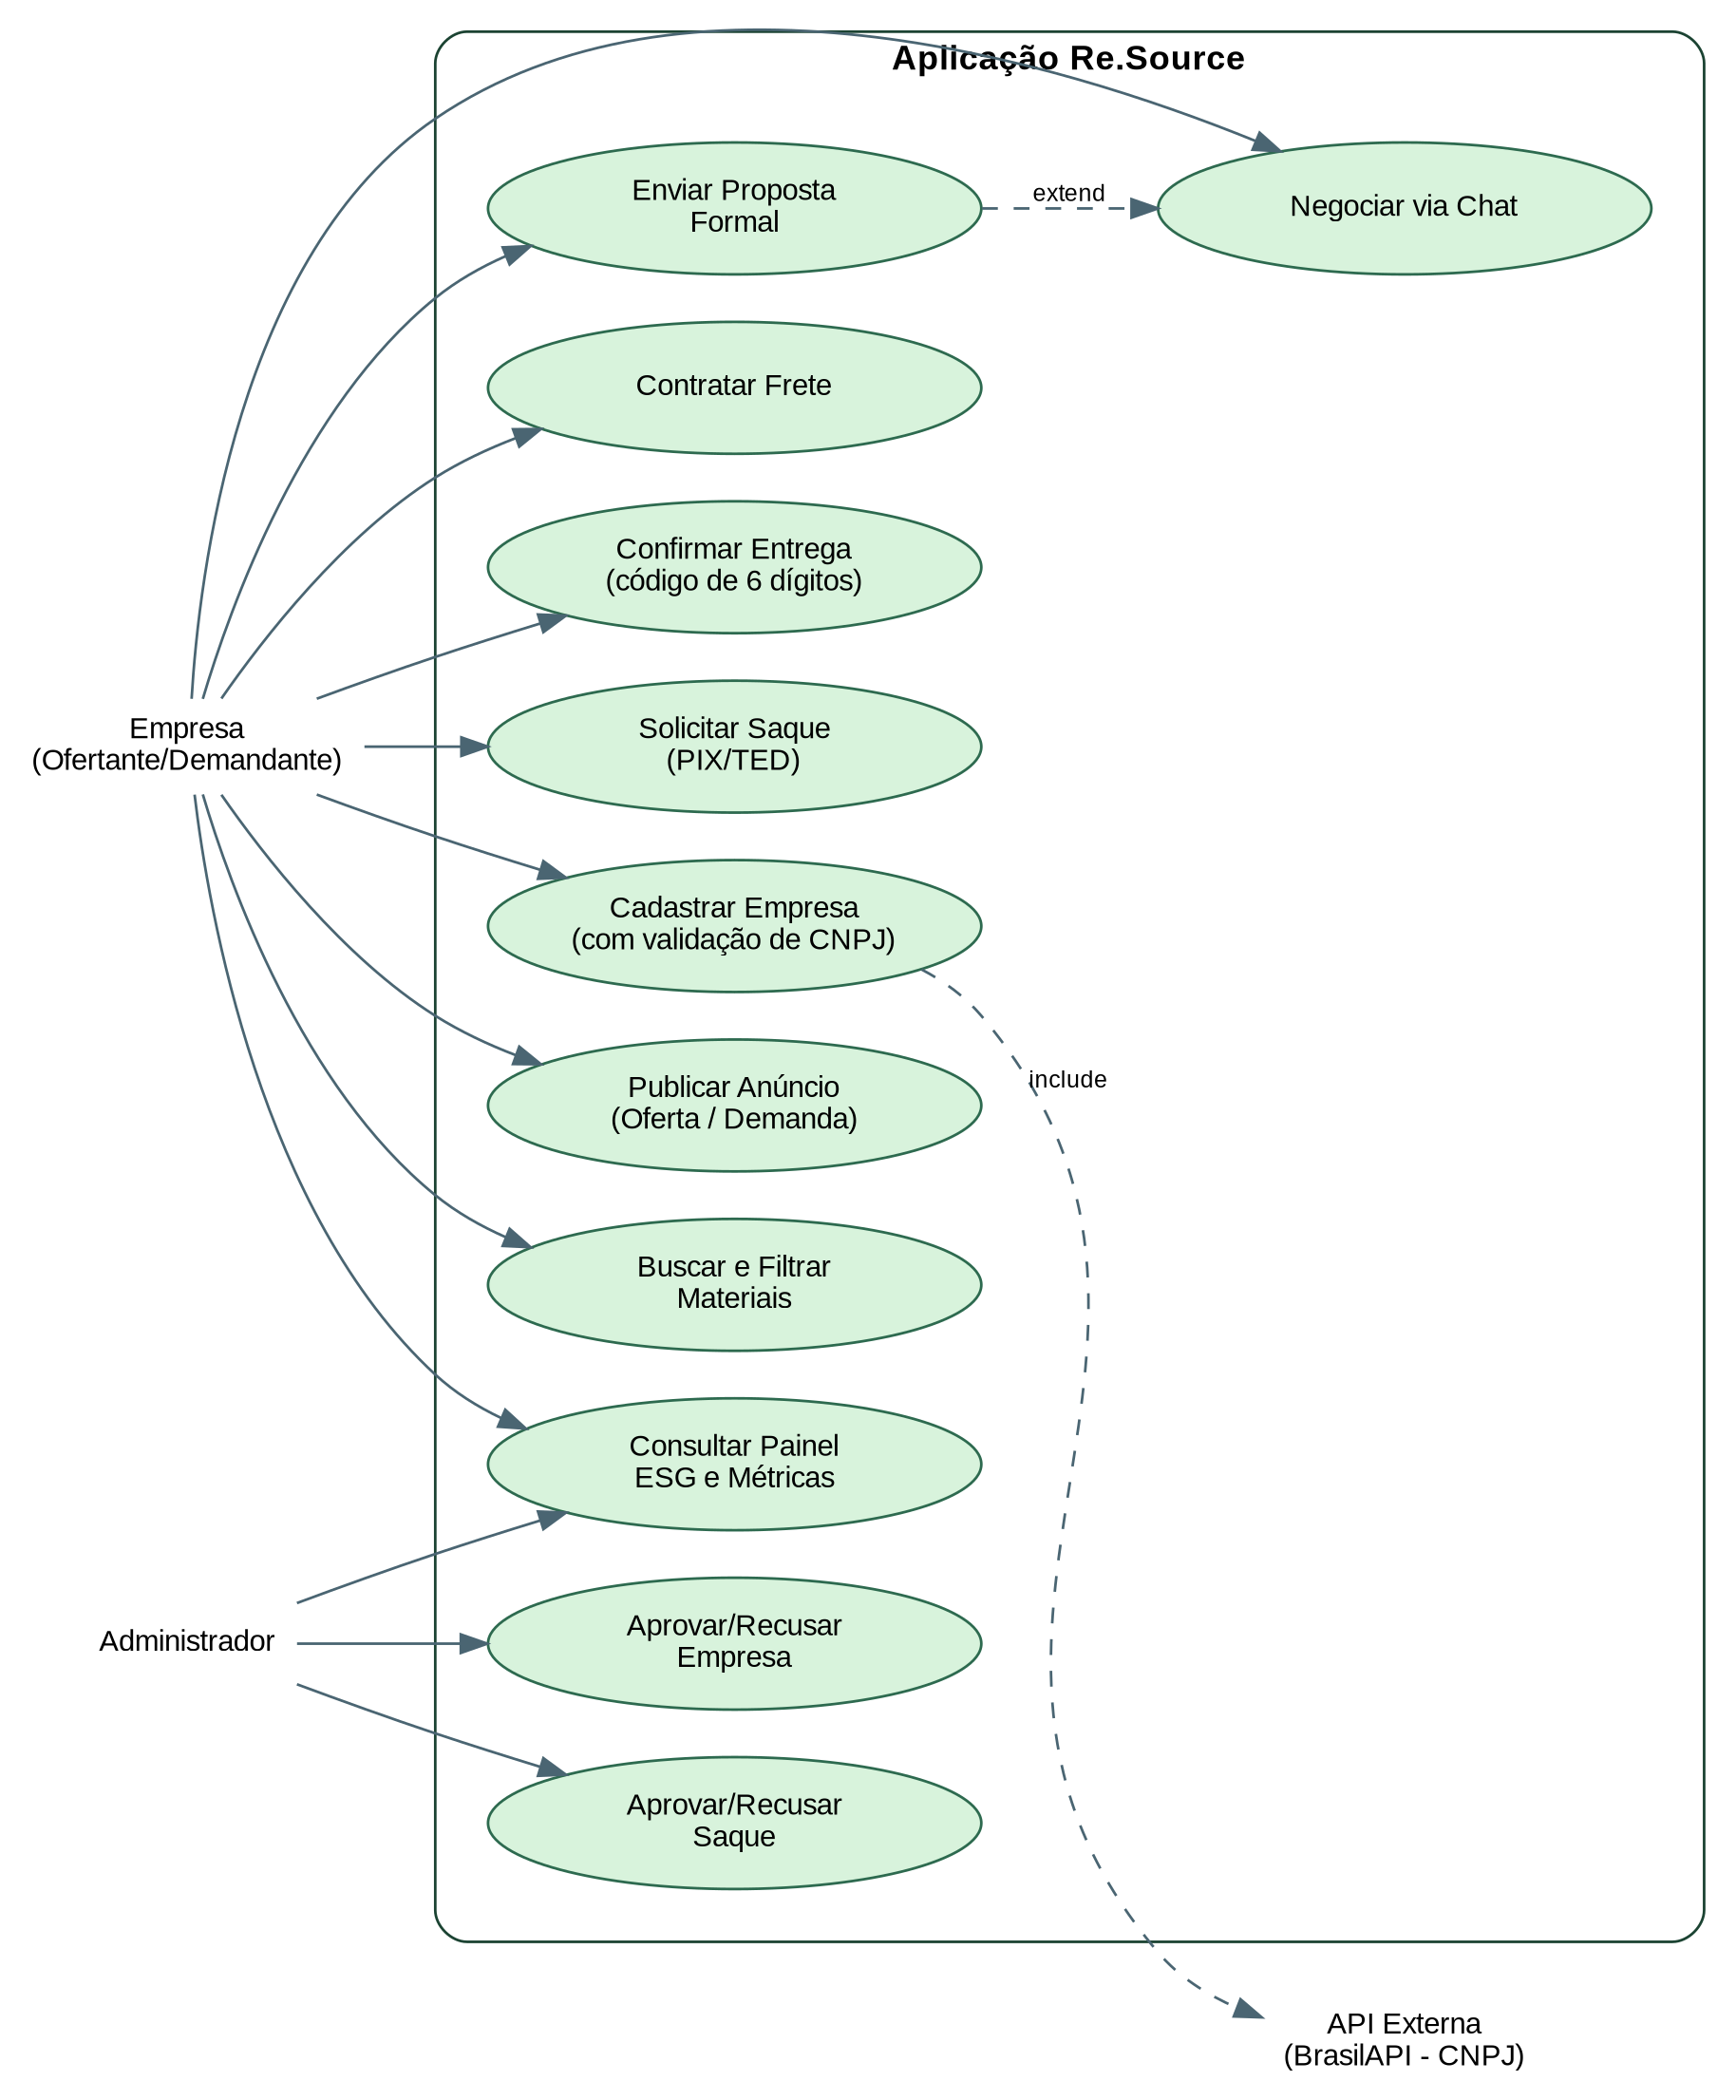 Aplicação Re.Source
Enviar Proposta
Formal
extend
Negociar via Chat
Contratar Frete
Confirmar Entrega
(código de 6 dígitos)
Empresa
(Ofertante/Demandante)
Solicitar Saque
(PIX/TED)
Cadastrar Empresa
(com validação de CNPJ)
include
Publicar Anúncio
(Oferta / Demanda)
Buscar e Filtrar
Materiais
Consultar Painel
ESG e Métricas
Administrador
Aprovar/Recusar
Empresa
Aprovar/Recusar
Saque
API Externa
(BrasilAPI - CNPJ)